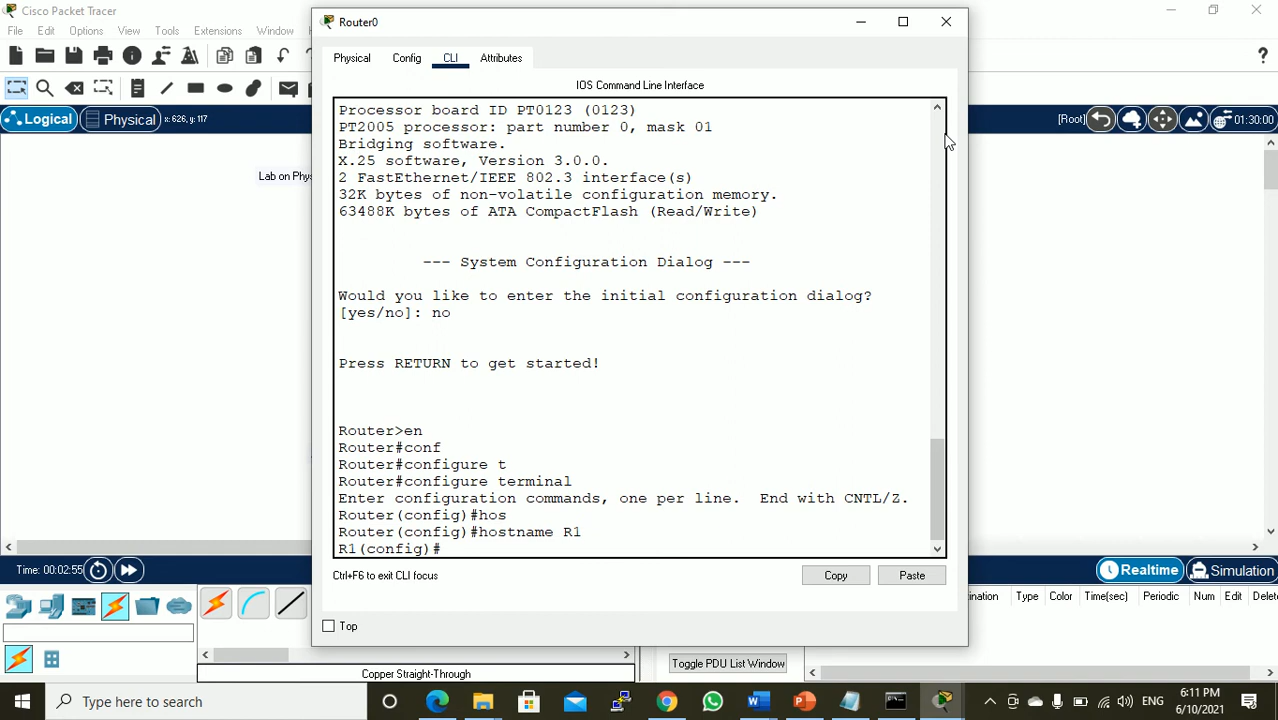 Cisco Packet Tracer
File Edit Options View Tools Extensions Window
Logical Physical x: 626, y: 117
[Root] 01:30:00
Lab on Phys
Router0
Physical Config CLI Attributes
IOS Command Line Interface
Processor board ID PT0123 (0123)
PT2005 processor: part number 0, mask 01
Bridging software.
X.25 software, Version 3.0.0.
2 FastEthernet/IEEE 802.3 interface(s)
32K bytes of non-volatile configuration memory.
63488K bytes of ATA CompactFlash (Read/Write)
--- System Configuration Dialog ---
Would you like to enter the initial configuration dialog?
[yes/no]: no
Press RETURN to get started!
Router>en
Router#conf
Router#configure t
Router#configure terminal
Enter configuration commands, one per line.  End with CNTL/Z.
Router(config)#hos
Router(config)#hostname R1
R1(config)#
Ctrl+F6 to exit CLI focus
Copy Paste
Top
Time: 00:02:55
Realtime Simulation
ination Type Color Time(sec) Periodic Num Edit Delete
Copper Straight-Through
Toggle PDU List Window
Type here to search
ENG
6:11 PM
6/10/2021